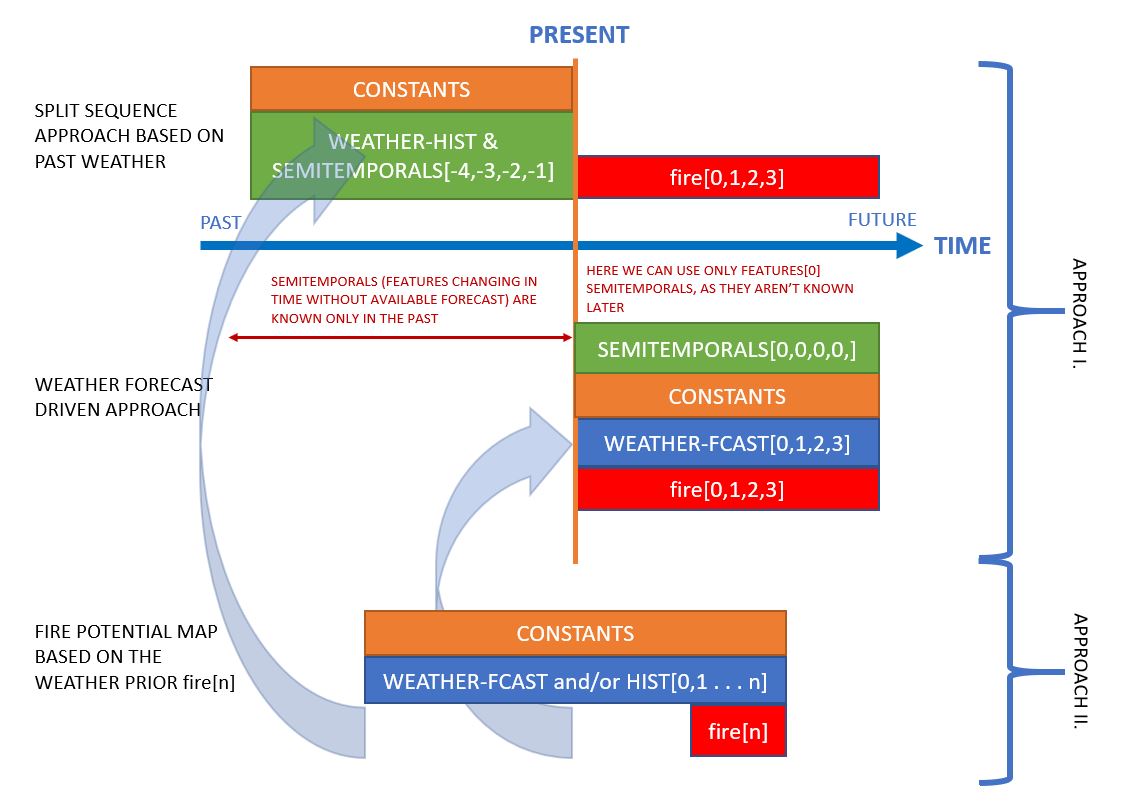 PRESENT
CONSTANTS
SPLIT SEQUENCE
APPROACH BASED ON
PAST WEATHER
WEATHER-HIST &
SEMITEMPORALS[-4,-3,-2,-1]
fire[0,1,2,3]
PAST
FUTURE
TIME
SEMITEMPORALS (FEATURES CHANGING IN
TIME WITHOUT AVAILABLE FORECAST) ARE
KNOWN ONLY IN THE PAST
HERE WE CAN USE ONLY FEATURES[0]
SEMITEMPORALS, AS THEY AREN'T KNOWN
LATER
APPROACH I.
WEATHER FORECAST
DRIVEN APPROACH
SEMITEMPORALS[0,0,0,0,]
CONSTANTS
WEATHER-FCAST[0,1,2,3]
fire[0,1,2,3]
FIRE POTENTIAL MAP
BASED ON THE
WEATHER PRIOR fire[n]
CONSTANTS
WEATHER-FCAST and/or HIST[0,1 . . . n]
fire[n]
APPROACH II.